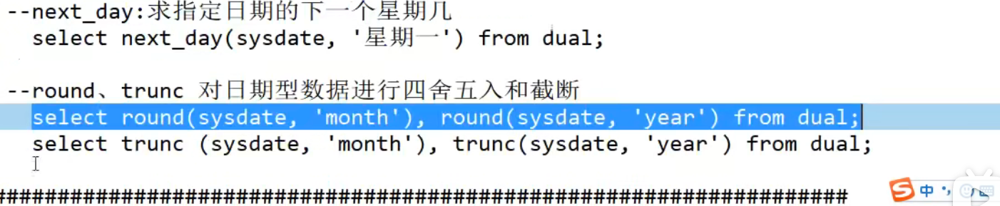 --next_day:求指定日期的下一个星期几
select next_day(sysdate, '星期一') from dual;
--round、trunc 对日期型数据进行四舍五入和截断
select round(sysdate, 'month'), round(sysdate, 'year') from dual;
select trunc (sysdate, 'month'), trunc(sysdate, 'year') from dual;
########################################################################
S 中